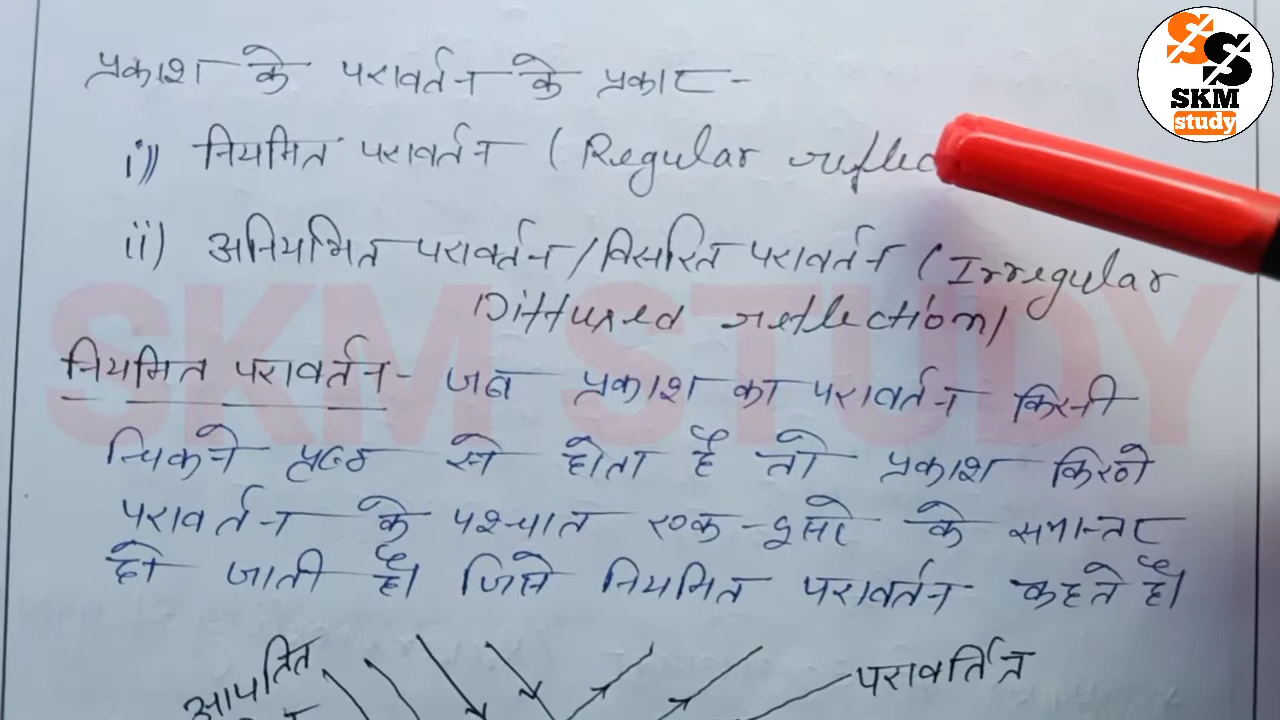 प्रकाश के परावर्तन के प्रकार -
i) नियमित परावर्तन ( Regular reflec
ii) अनियमित परावर्तन / विसरित परावर्तन ( Irregular
Diffused reflection)
नियमित परावर्तन - जब प्रकाश का परावर्तन किसी
चिकने पृष्ठ से होता है तो प्रकाश किरणे
परावर्तन के पश्चात एक-दूसरे के समान्तर
हो जाती है। जिसे नियमित परावर्तन कहते है।
आपतित
परावर्तित
SKM STUDY
SS
SKM
study